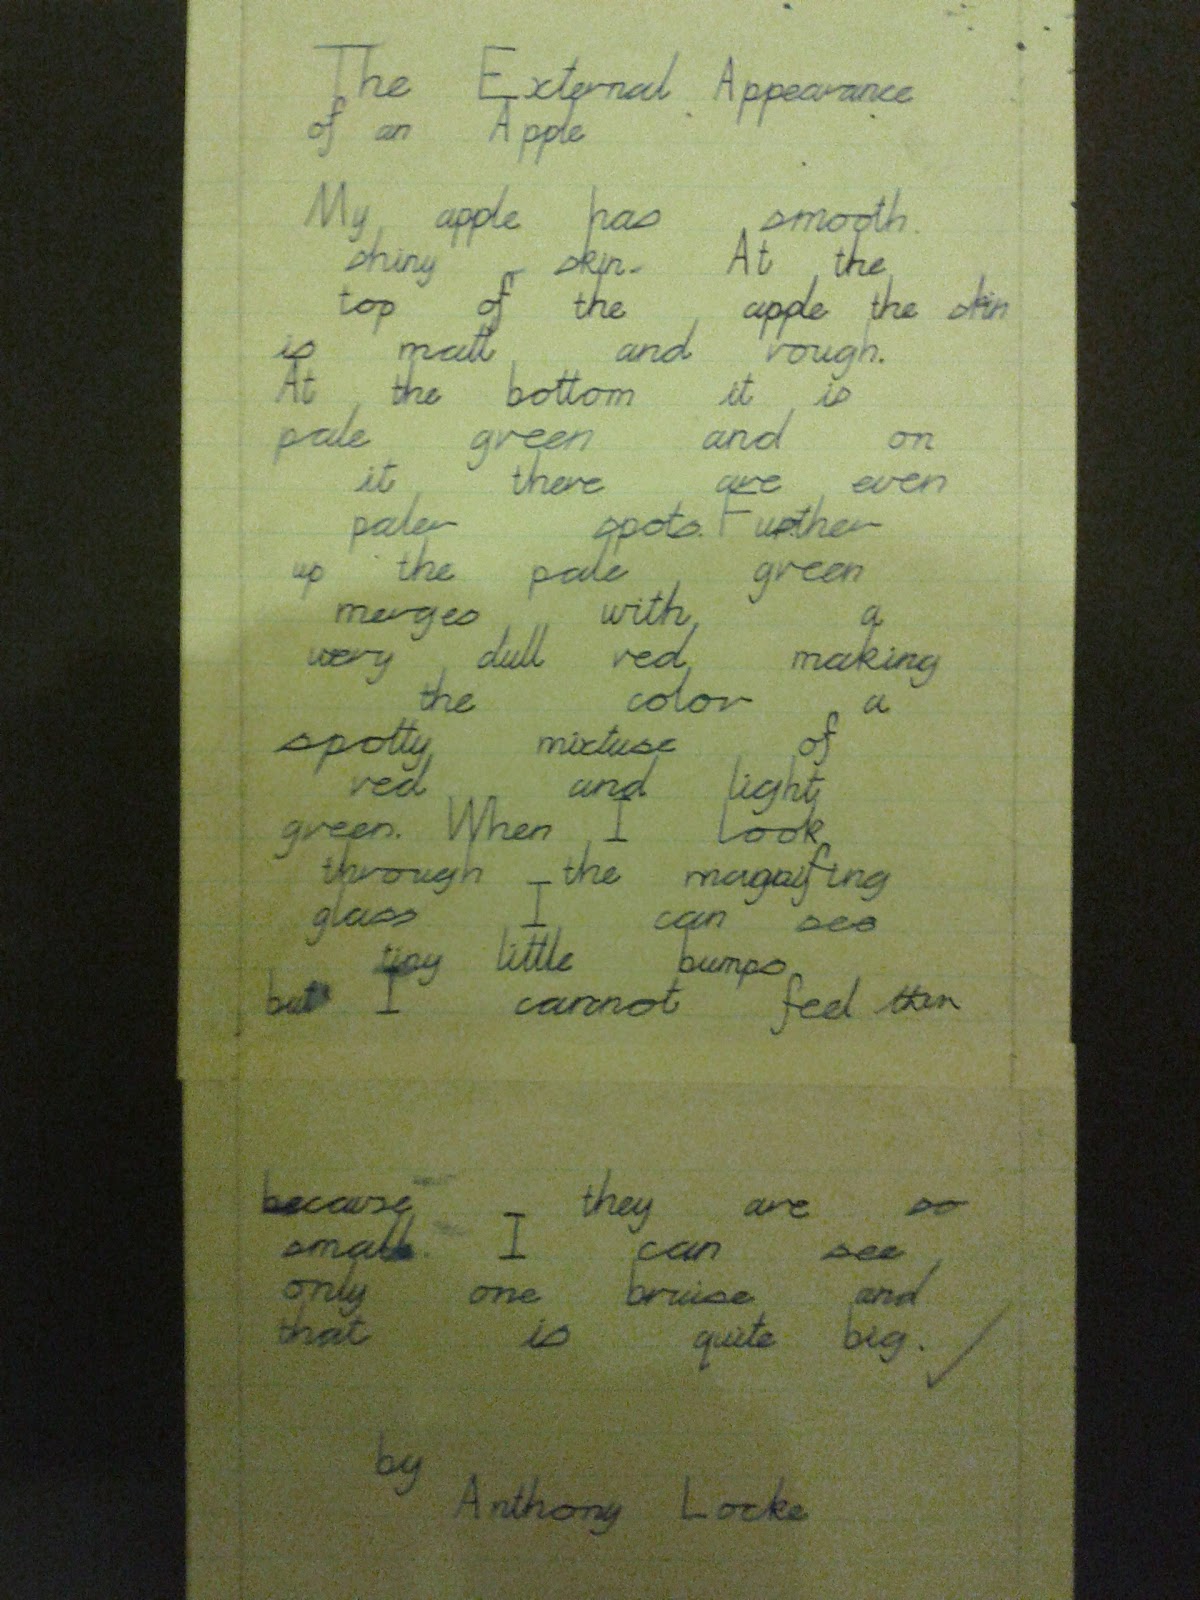 The External Appearance
of an Apple
My apple has smooth
shiny skin. At the
top of the apple the skin
is matt and rough.
At the bottom it is
pale green and on
it there are even
paler spots. Futher
up the pale green
merges with a
very dull red making
the color a
spotty mixture of
red and light
green. When I look
through the magnifing
glass I can see
tiny little bumps
but I cannot feel them
because they are so
small. I can see
only one bruise and
that is quite big.
by
Anthony Locke